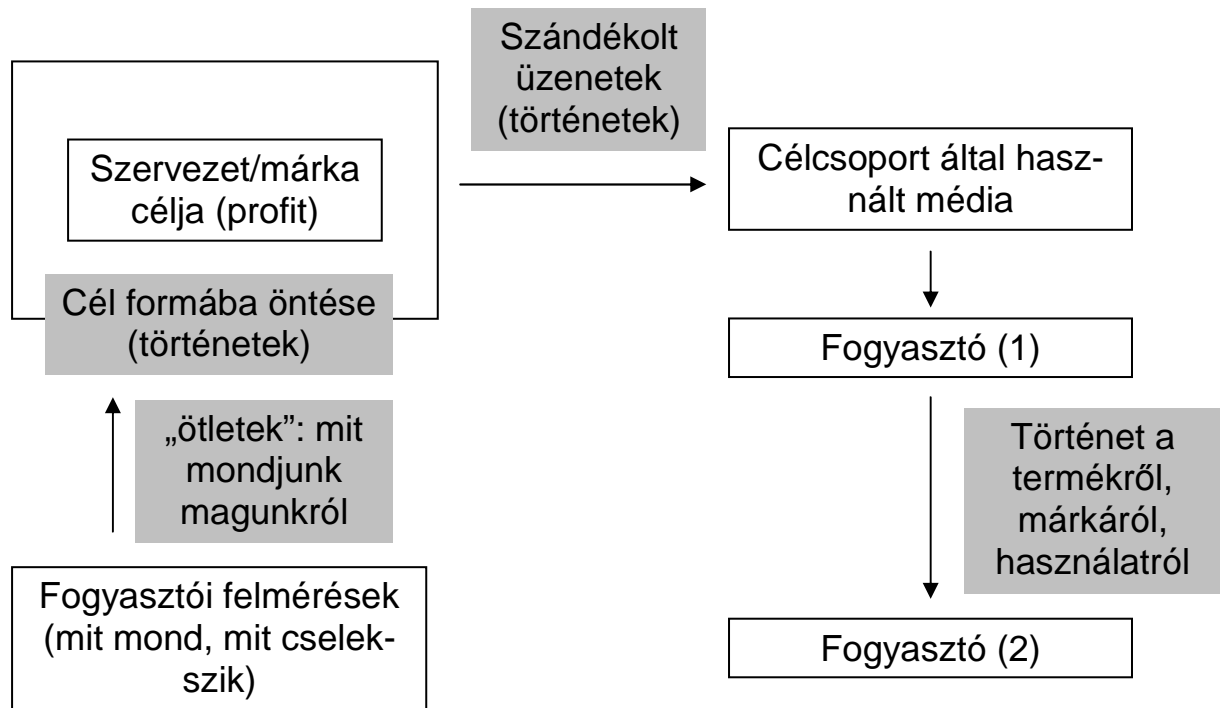 Szándékolt
üzenetek
(történetek)
Szervezet/márka
célja (profit)
Célcsoport által hasz-
nált média
Cél formába öntése
(történetek)
Fogyasztó (1)
„ötletek”: mit
mondjunk
magunkról
Történet a
termékről,
márkáról,
használatról
Fogyasztói felmérések
(mit mond, mit cselek-
szik)
Fogyasztó (2)